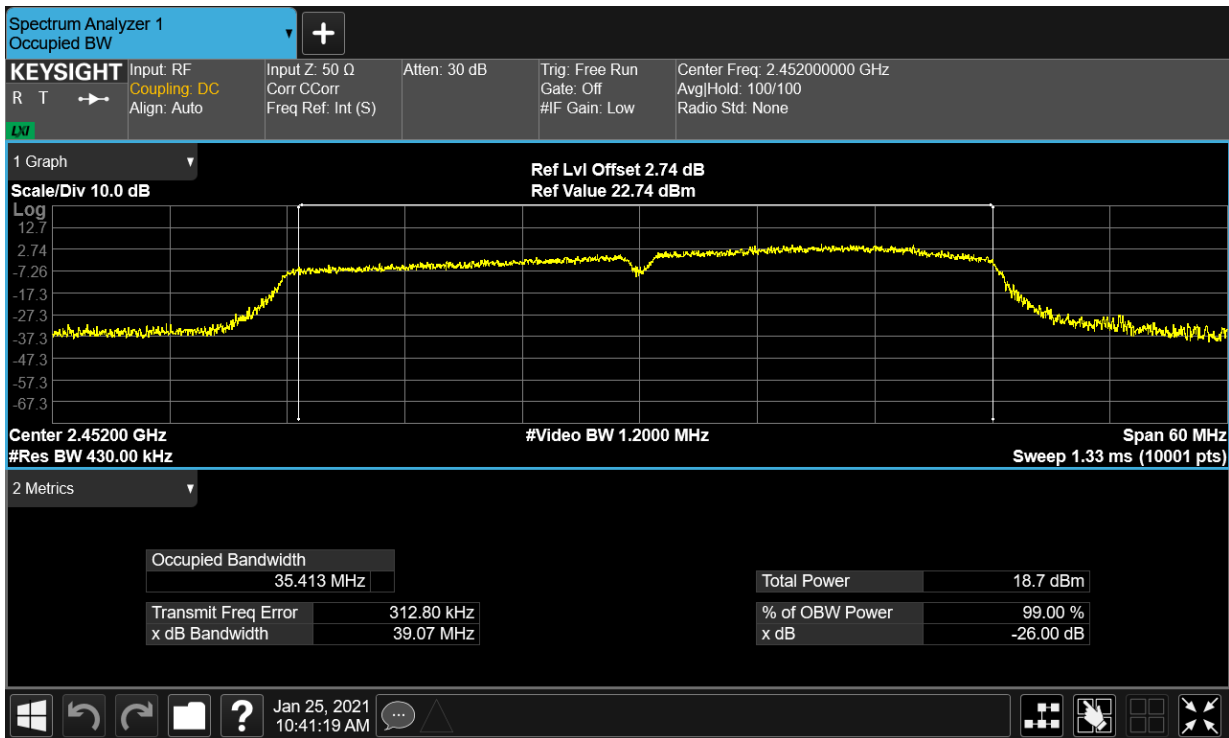 Spectrum Analyzer 1
Occupied BW
+
KEYSIGHT
R T
LXI
Input: RF
Coupling: DC
Align: Auto
Input Z: 50 Ω
Corr CCorr
Freq Ref: Int (S)
Atten: 30 dB
Trig: Free Run
Gate: Off
#IF Gain: Low
Center Freq: 2.452000000 GHz
Avg|Hold: 100/100
Radio Std: None
1 Graph
Scale/Div 10.0 dB
Ref Lvl Offset 2.74 dB
Ref Value 22.74 dBm
Log
12.7
2.74
-7.26
-17.3
-27.3
-37.3
-47.3
-57.3
-67.3
Center 2.45200 GHz
#Res BW 430.00 kHz
#Video BW 1.2000 MHz
Span 60 MHz
Sweep 1.33 ms (10001 pts)
2 Metrics
Occupied Bandwidth
35.413 MHz
Transmit Freq Error 312.80 kHz
x dB Bandwidth 39.07 MHz
Total Power 18.7 dBm
% of OBW Power 99.00 %
x dB -26.00 dB
?
Jan 25, 2021
10:41:19 AM